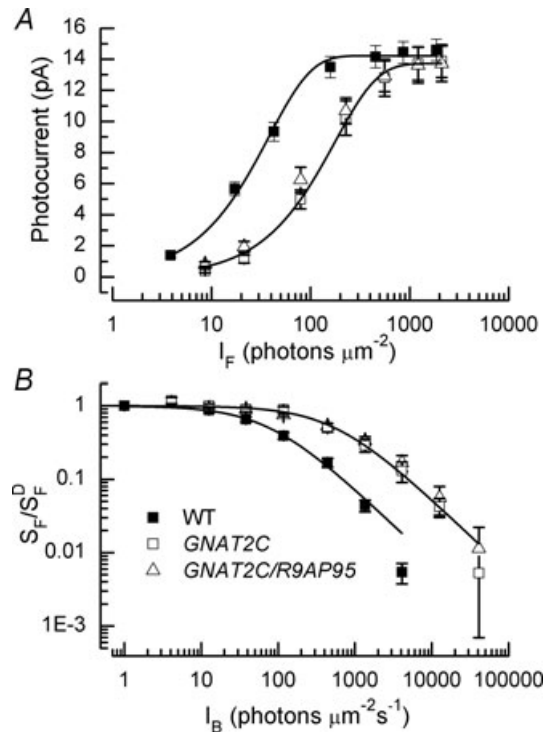 A
Photocurrent (pA)
16
14
12
10
8
6
4
2
0
1
10
100
1000
10000
I_F (photons μm⁻²)
B
S_F/S_F^D
1
0.1
0.01
1E-3
WT
GNAT2C
GNAT2C/R9AP95
1
10
100
1000
10000
100000
I_B (photons μm⁻²s⁻¹)